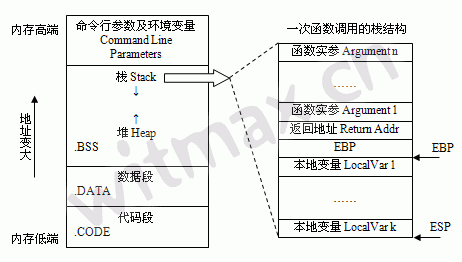 内存高端
命令行参数及环境变量
Command Line
Parameters
栈 Stack
↓
↑
堆 Heap
.BSS
地址变大
数据段
.DATA
代码段
.CODE
内存低端
一次函数调用的栈结构
函数实参 Argument n
……
函数实参 Argument 1
返回地址 Return Addr
EBP
EBP
本地变量 LocalVar 1
……
本地变量 LocalVar k
ESP
witmax.cn